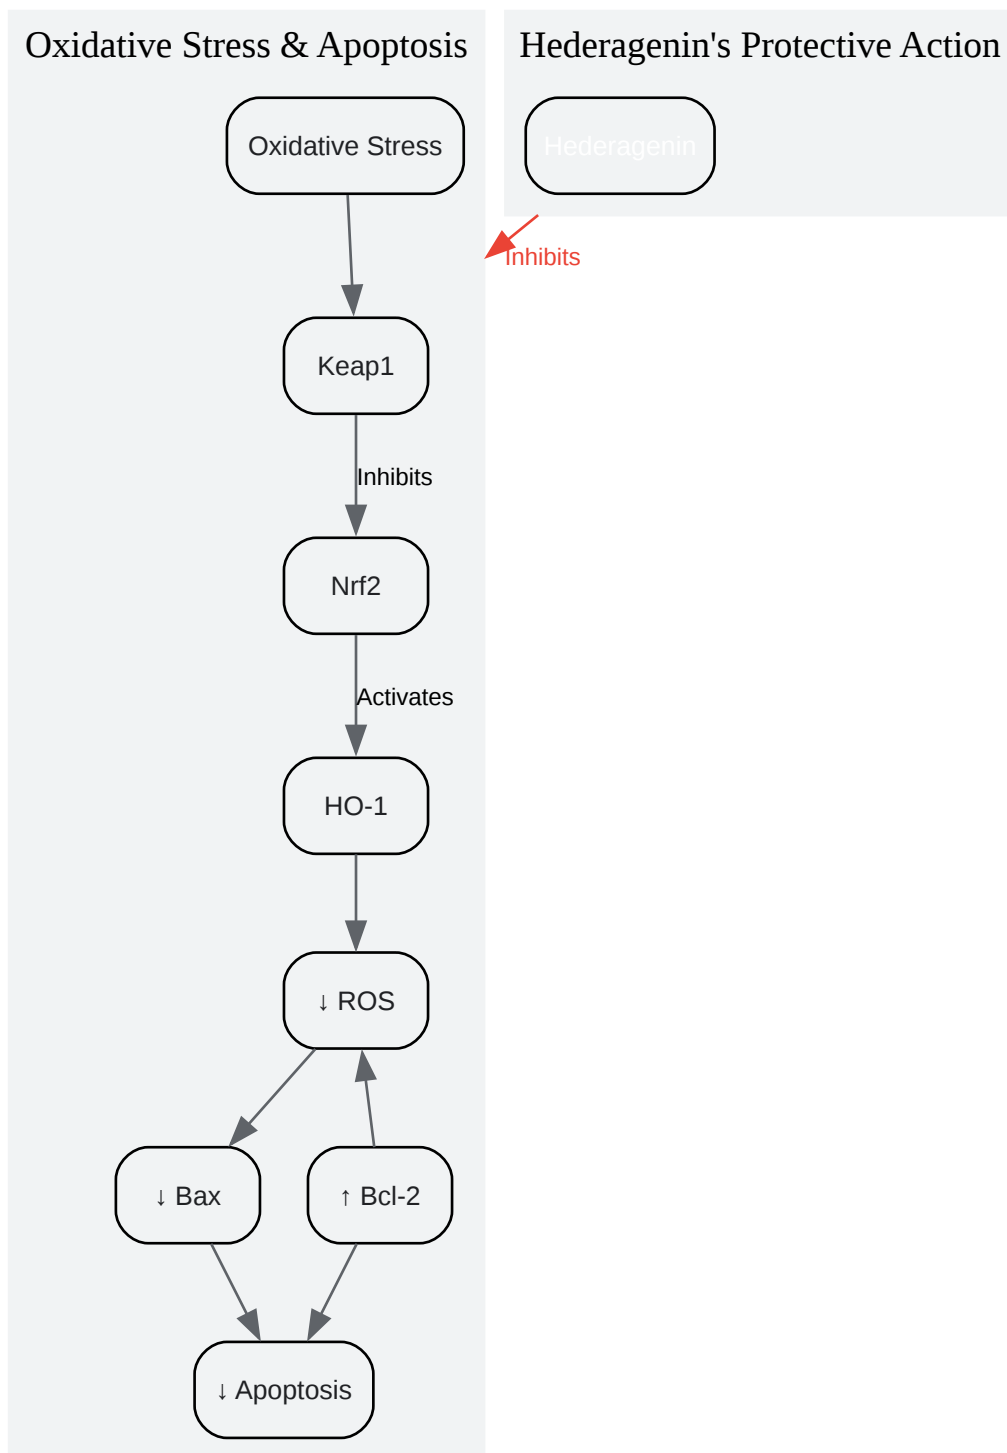 Oxidative Stress & Apoptosis
Hederagenin's Protective Action
Oxidative Stress
Hederagenin
Inhibits
Keap1
Inhibits
Nrf2
Activates
HO-1
↓ ROS
↓ Bax
↑ Bcl-2
↓ Apoptosis